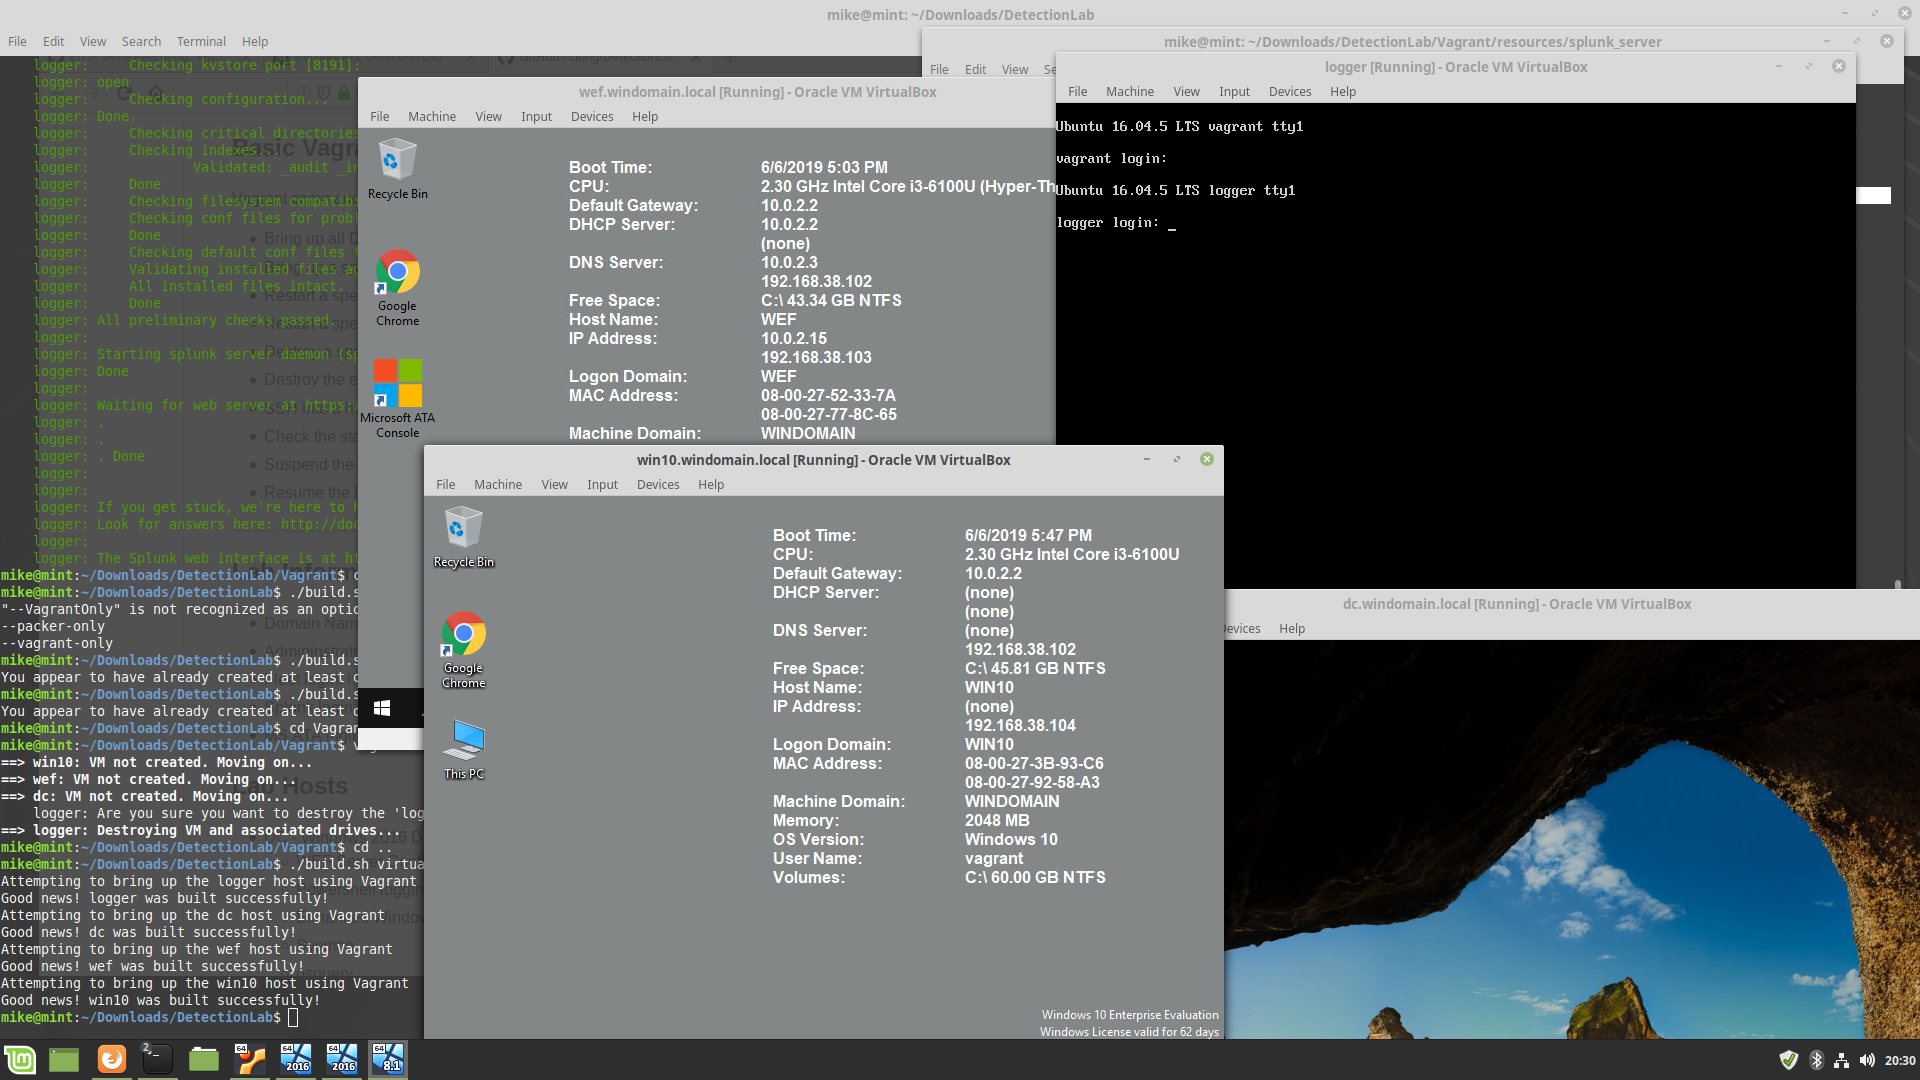 mike@mint: ~/Downloads/DetectionLab
File Edit View Search Terminal Help
mike@mint: ~/Downloads/DetectionLab/Vagrant/resources/splunk_server
File Edit View
logger: Checking kvstore port [8191]:
logger: open
logger: Checking configuration...
logger: Done.
logger: Checking critical directories
logger: Checking indexes...
logger: Validated: _audit
logger: Done
logger: Checking filesystem
logger: Checking conf files for
logger: Done
logger: Checking default conf files
logger: Validating installed files
logger: All installed files intact.
logger: Done
logger: All preliminary checks passed.
logger:
logger: Starting splunk server daemon
logger: Done
logger:
logger: Waiting for web server at
logger: .
logger: .
logger: . Done
logger:
logger:
logger: If you get stuck, we're here to
logger: Look for answers here:
logger:
logger: The Splunk web interface is at
mike@mint:~/Downloads/DetectionLab/Vagrant$
mike@mint:~/Downloads/DetectionLab$
"--VagrantOnly" is not recognized as an
--packer-only
--vagrant-only
mike@mint:~/Downloads/DetectionLab$
You appear to have already created at least
mike@mint:~/Downloads/DetectionLab$
You appear to have already created at least
mike@mint:~/Downloads/DetectionLab$ cd
mike@mint:~/Downloads/DetectionLab/Vagrant$
==> win10: VM not created. Moving on...
==> wef: VM not created. Moving on...
==> dc: VM not created. Moving on...
logger: Are you sure you want to destroy the
==> logger: Destroying VM and associated drives...
mike@mint:~/Downloads/DetectionLab/Vagrant$ cd ..
mike@mint:~/Downloads/DetectionLab$ ./build.sh
Attempting to bring up the logger host using Vagrant
Good news! logger was built successfully!
Attempting to bring up the dc host using Vagrant
Good news! dc was built successfully!
Attempting to bring up the wef host using Vagrant
Good news! wef was built successfully!
Attempting to bring up the win10 host using Vagrant
Good news! win10 was built successfully!
mike@mint:~/Downloads/DetectionLab$
Bring up all
Restart a
Destroy the
Check the
Suspend the
Resume the
Hosts
wef.windomain.local [Running] - Oracle VM VirtualBox
File Machine View Input Devices Help
Recycle Bin
Google
Chrome
Microsoft ATA
Console
Boot Time: 6/6/2019 5:03 PM
CPU: 2.30 GHz Intel Core i3-6100U
Default Gateway: 10.0.2.2
DHCP Server: 10.0.2.2
(none)
DNS Server: 10.0.2.3
192.168.38.102
Free Space: C:\ 43.34 GB NTFS
Host Name: WEF
IP Address: 10.0.2.15
192.168.38.103
Logon Domain: WEF
MAC Address: 08-00-27-52-33-7A
08-00-27-77-8C-65
Machine Domain: WINDOMAIN
logger [Running] - Oracle VM VirtualBox
File Machine View Input Devices Help
Ubuntu 16.04.5 LTS vagrant tty1
vagrant login:
Ubuntu 16.04.5 LTS logger tty1
logger login: _
win10.windomain.local [Running] - Oracle VM VirtualBox
File Machine View Input Devices Help
Recycle Bin
Google
Chrome
This PC
Boot Time: 6/6/2019 5:47 PM
CPU: 2.30 GHz Intel Core i3-6100U
Default Gateway: 10.0.2.2
DHCP Server: (none)
(none)
DNS Server: (none)
192.168.38.102
Free Space: C:\ 45.81 GB NTFS
Host Name: WIN10
IP Address: (none)
192.168.38.104
Logon Domain: WIN10
MAC Address: 08-00-27-3B-93-C6
08-00-27-92-58-A3
Machine Domain: WINDOMAIN
Memory: 2048 MB
OS Version: Windows 10
User Name: vagrant
Volumes: C:\ 60.00 GB NTFS
Windows 10 Enterprise Evaluation
Windows License valid for 62 days
dc.windomain.local [Running] - Oracle VM VirtualBox
Help
2
64
64
2016
64
2016
64
8.1
20:30